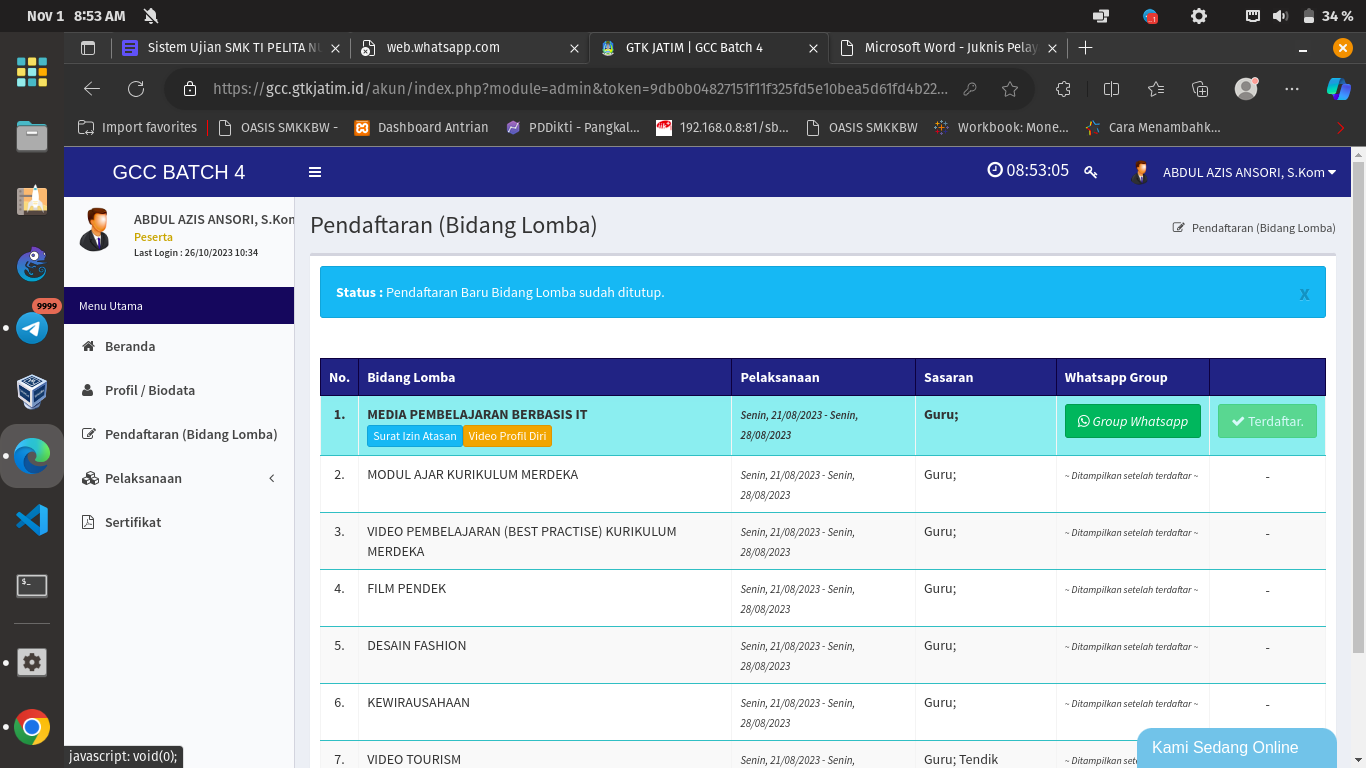 Nov 1 8:53 AM
34 %
Sistem Ujian SMK TI PELITA NU
web.whatsapp.com
GTK JATIM | GCC Batch 4
Microsoft Word - Juknis Pelay
https://gcc.gtkjatim.id/akun/index.php?module=admin&token=9db0b04827151f11f325fd5e10bea5d61fd4b22...
Import favorites
OASIS SMKKBW -
Dashboard Antrian
PDDikti - Pangkal...
192.168.0.8:81/sb...
OASIS SMKKBW
Workbook: Mone...
Cara Menambahk...
GCC BATCH 4
08:53:05
ABDUL AZIS ANSORI, S.Kom
ABDUL AZIS ANSORI, S.Kom
Peserta
Last Login : 26/10/2023 10:34
9999
Menu Utama
Beranda
Profil / Biodata
Pendaftaran (Bidang Lomba)
Pelaksanaan
Sertifikat
Pendaftaran (Bidang Lomba)
Pendaftaran (Bidang Lomba)
Status : Pendaftaran Baru Bidang Lomba sudah ditutup.
x
No. Bidang Lomba Pelaksanaan Sasaran Whatsapp Group
1. MEDIA PEMBELAJARAN BERBASIS IT Senin, 21/08/2023 - Senin, Guru; Group Whatsapp Terdaftar.
Surat Izin Atasan Video Profil Diri 28/08/2023
2. MODUL AJAR KURIKULUM MERDEKA Senin, 21/08/2023 - Senin, Guru; ~ Ditampilkan setelah terdaftar ~ -
28/08/2023
3. VIDEO PEMBELAJARAN (BEST PRACTISE) KURIKULUM Senin, 21/08/2023 - Senin, Guru; ~ Ditampilkan setelah terdaftar ~ -
MERDEKA 28/08/2023
4. FILM PENDEK Senin, 21/08/2023 - Senin, Guru; ~ Ditampilkan setelah terdaftar ~ -
28/08/2023
5. DESAIN FASHION Senin, 21/08/2023 - Senin, Guru; ~ Ditampilkan setelah terdaftar ~ -
28/08/2023
6. KEWIRAUSAHAAN Senin, 21/08/2023 - Senin, Guru; ~ Ditampilkan setelah terdaftar ~ -
28/08/2023
7. VIDEO TOURISM Senin, 21/08/2023 - Senin, Guru; Tendik ~ Ditampilkan
Kami Sedang Online
javascript: void(0);